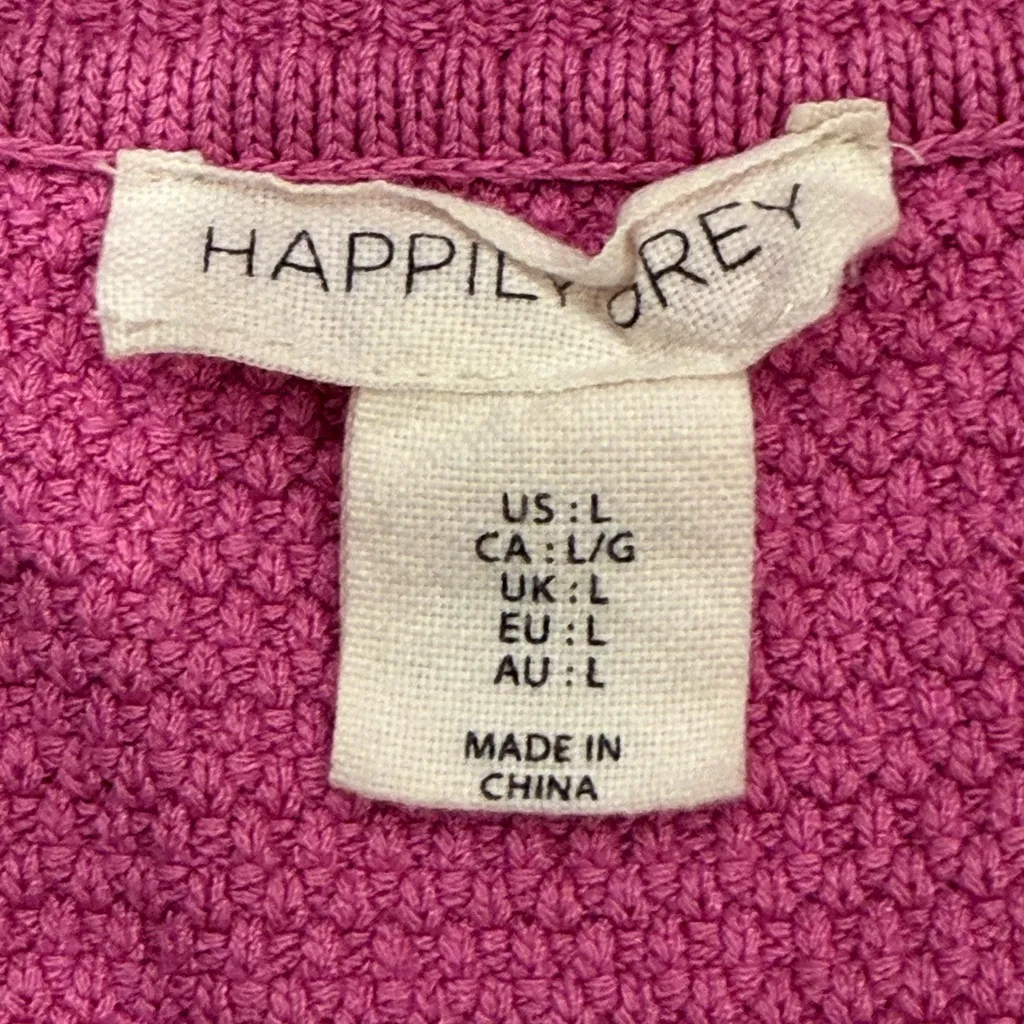 HAPPILY GREY
US : L
CA : L/G
UK : L
EU : L
AU : L
MADE IN
CHINA